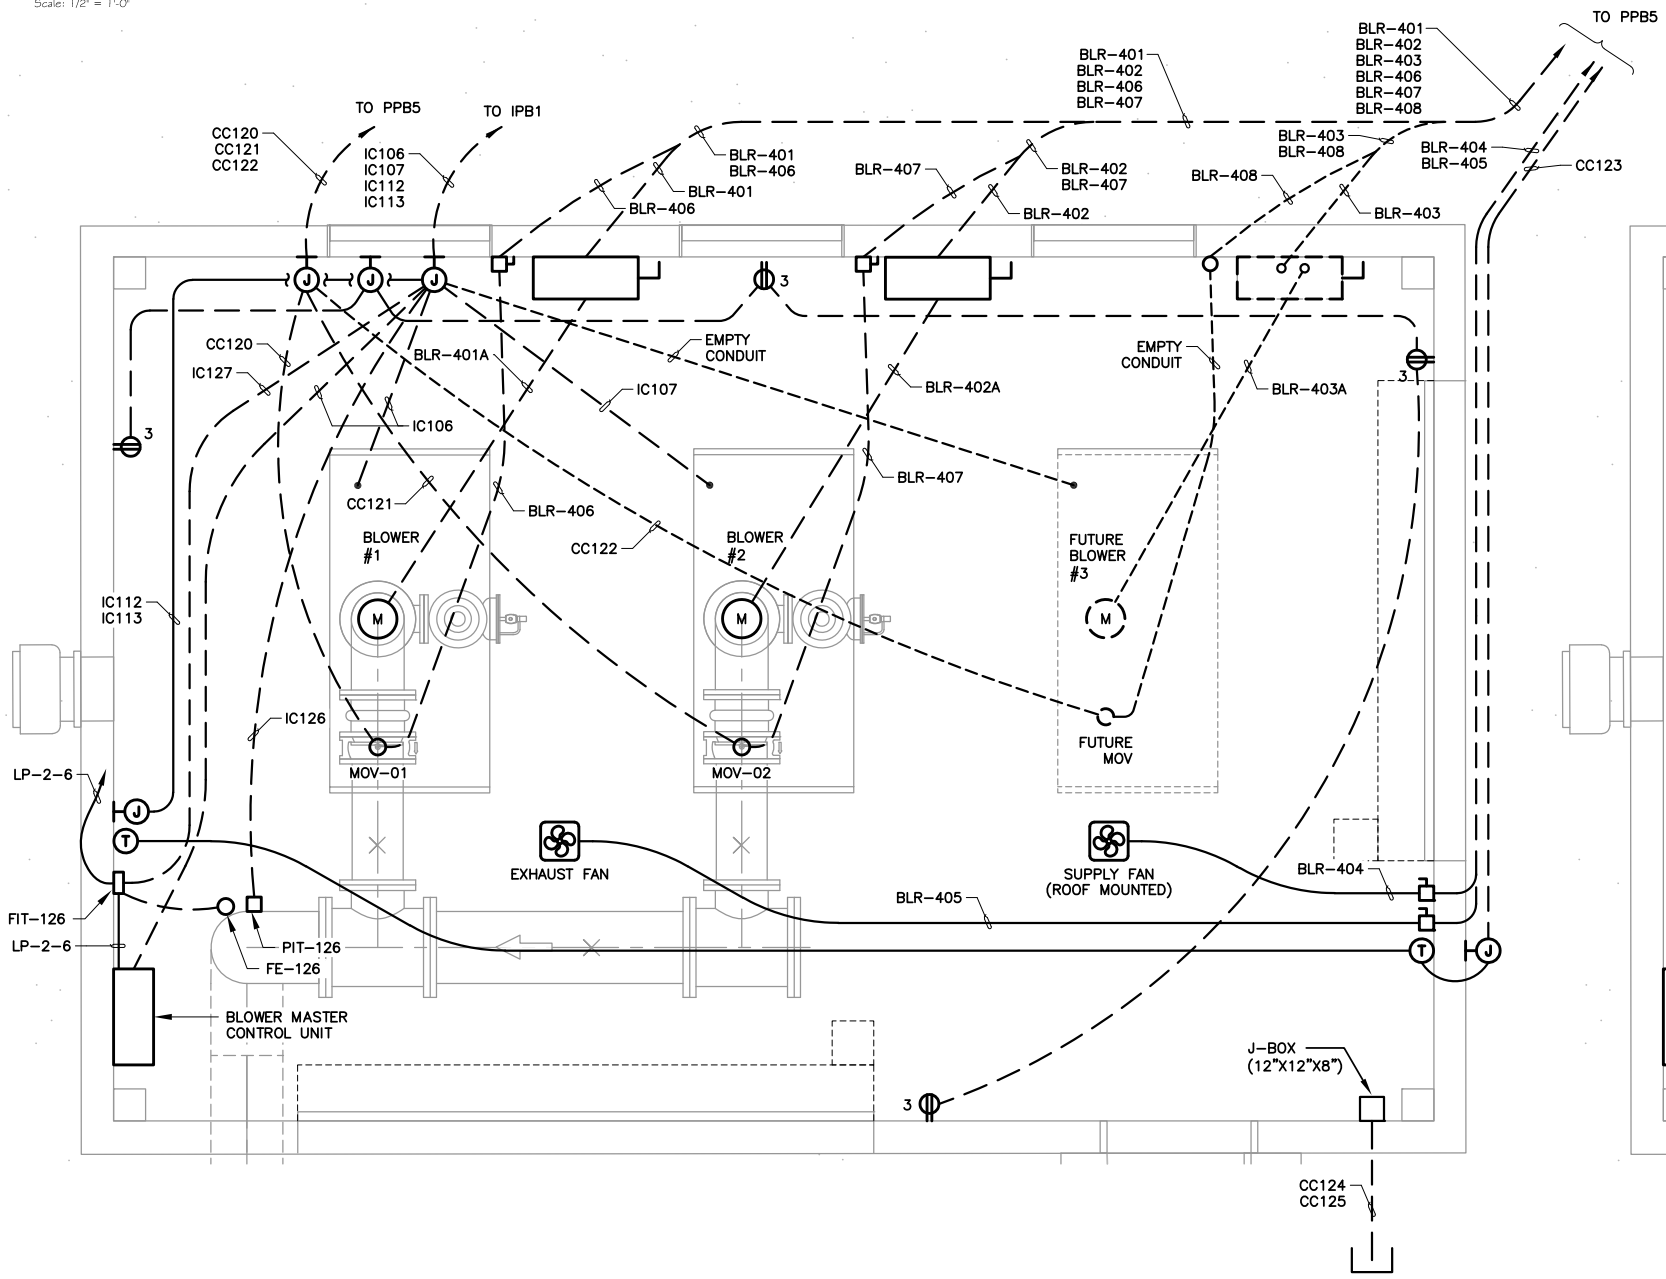 Scale: 1/2" = 1'-0"
TO PPB5
BLR-401
BLR-402
BLR-403
BLR-406
BLR-407
BLR-408
BLR-401
BLR-402
BLR-406
BLR-407
TO PPB5
TO IPB1
CC120
CC121
CC122
IC106
IC107
IC112
IC113
BLR-401
BLR-406
BLR-401
BLR-406
BLR-407
BLR-402
BLR-407
BLR-402
BLR-403
BLR-408
BLR-408
BLR-403
BLR-404
BLR-405
CC123
J
J
J
3
CC120
IC127
BLR-401A
EMPTY
CONDUIT
IC107
BLR-402A
EMPTY
CONDUIT
BLR-403A
3
3
IC106
CC121
BLR-406
BLR-407
CC122
BLOWER
#1
BLOWER
#2
FUTURE
BLOWER
#3
M
M
M
IC112
IC113
IC126
MOV-01
MOV-02
FUTURE
MOV
LP-2-6
J
T
EXHAUST FAN
SUPPLY FAN
(ROOF MOUNTED)
BLR-404
BLR-405
FIT-126
LP-2-6
PIT-126
FE-126
T
J
BLOWER MASTER
CONTROL UNIT
J-BOX
(12"X12"X8")
3
CC124
CC125